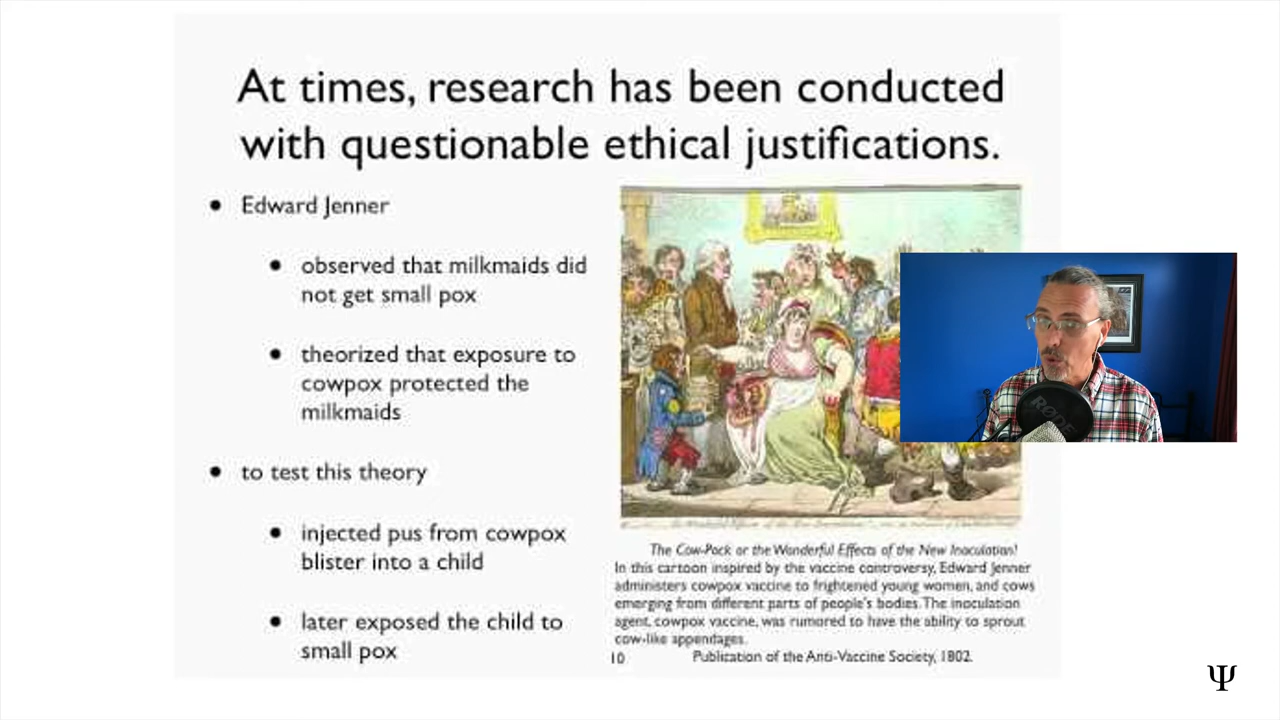 At times, research has been conducted
with questionable ethical justifications.
• Edward Jenner
• observed that milkmaids did
not get small pox
• theorized that exposure to
cowpox protected the
milkmaids
• to test this theory
• injected pus from cowpox
blister into a child
• later exposed the child to
small pox
The Cow-Pock or the Wonderful Effects of the New Inoculation!
In this cartoon inspired by the vaccine controversy, Edward Jenner
administers cowpox vaccine to frightened young women, and cows
emerging from different parts of people's bodies. The inoculation
agent, cowpox vaccine, was rumored to have the ability to sprout
cow-like appendages.
10
Publication of the Anti-Vaccine Society, 1802.
RODE
Ψ